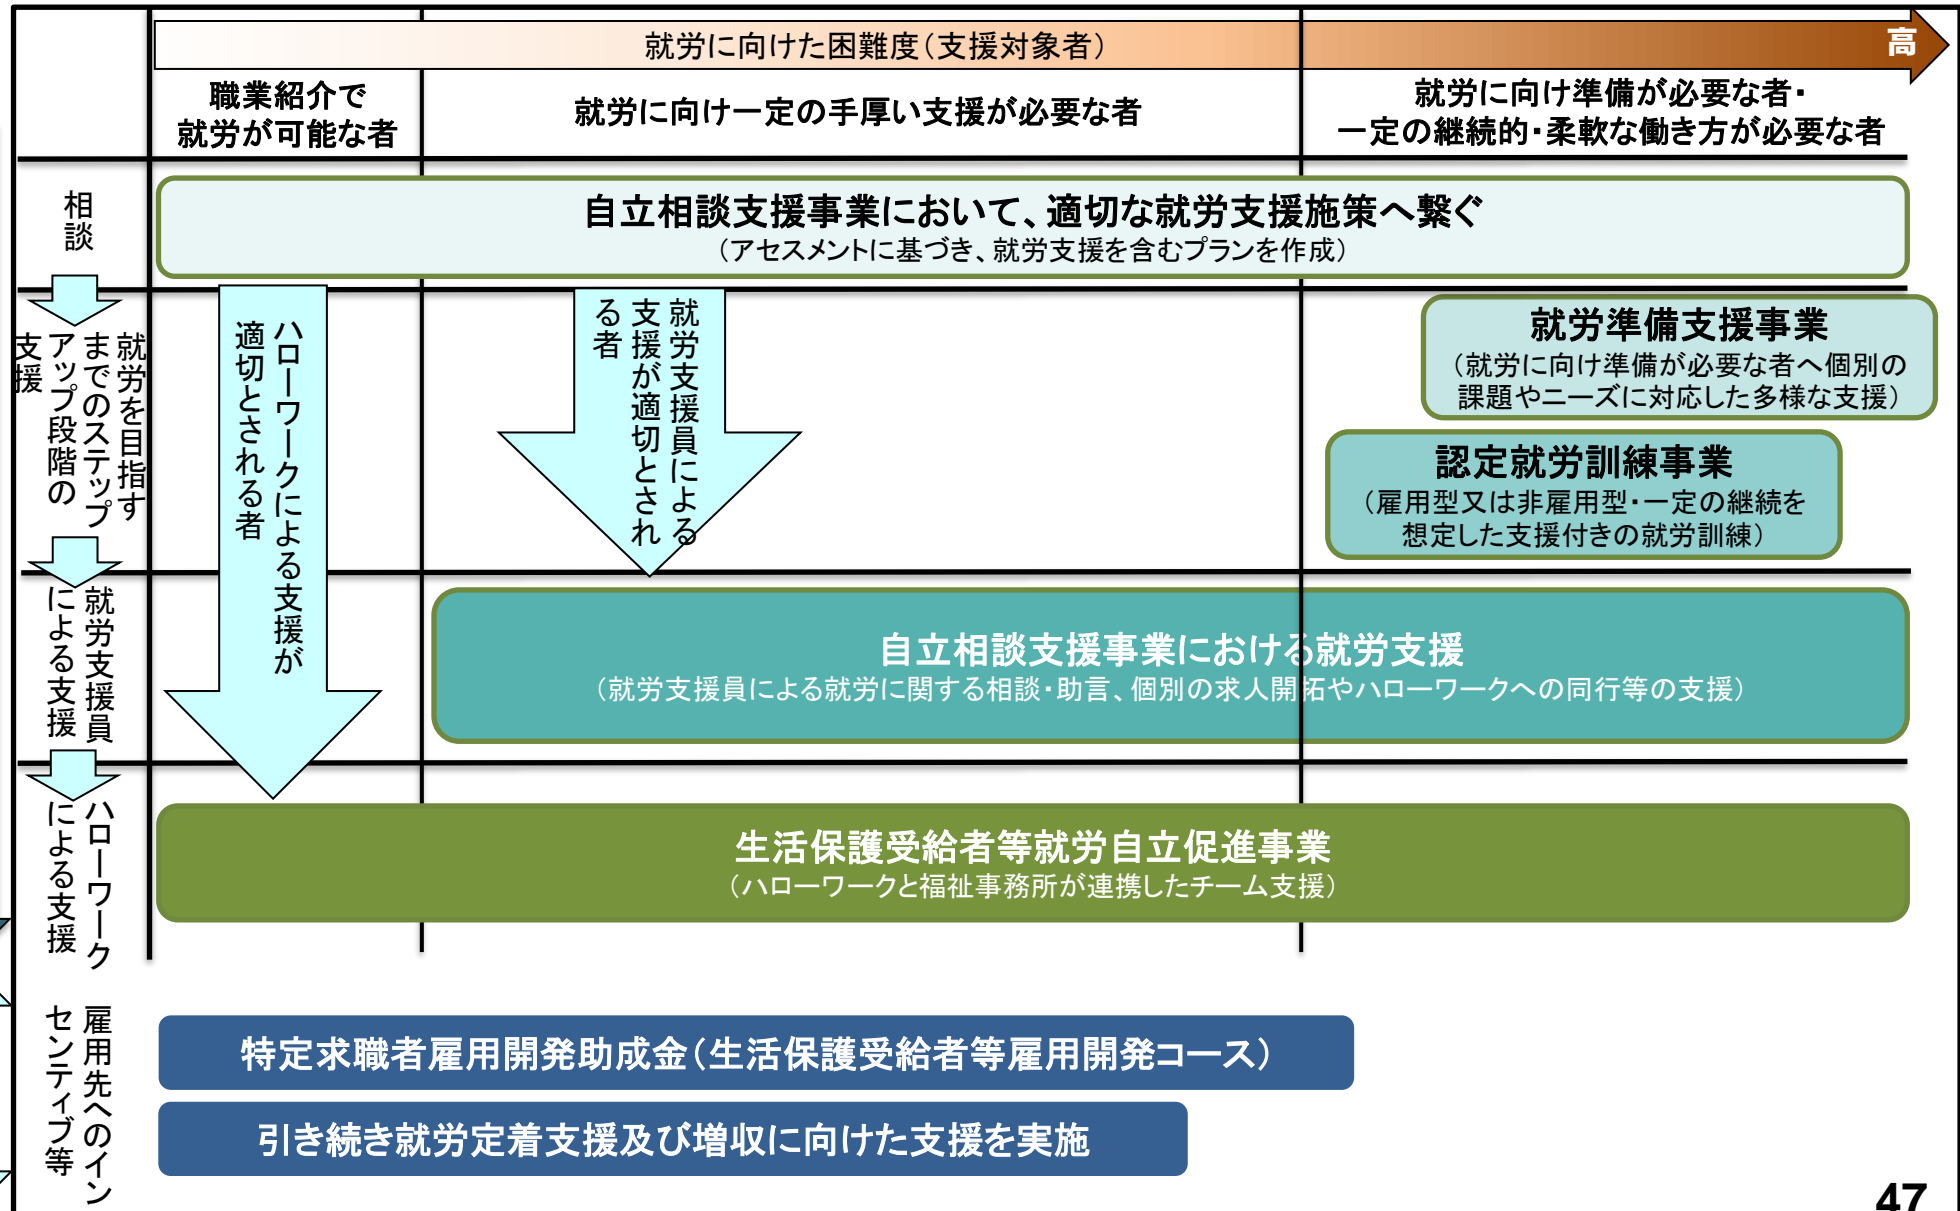 就労に向けた困難度（支援対象者）
高
職業紹介で
就労が可能な者
就労に向け一定の手厚い支援が必要な者
就労に向け準備が必要な者・
一定の継続的・柔軟な働き方が必要な者
相談
自立相談支援事業において、適切な就労支援施策へ繋ぐ
（アセスメントに基づき、就労支援を含むプランを作成）
就労を目指す
までのステップ
アップ段階の
支援
ハローワークによる支援が
適切とされる者
就労支援員による
支援が適切とされ
る者
就労準備支援事業
（就労に向け準備が必要な者へ個別の
課題やニーズに対応した多様な支援）
認定就労訓練事業
（雇用型又は非雇用型・一定の継続を
想定した支援付きの就労訓練）
就労支援員
による支援
自立相談支援事業における就労支援
（就労支援員による就労に関する相談・助言、個別の求人開拓やハローワークへの同行等の支援）
ハローワーク
による支援
生活保護受給者等就労自立促進事業
（ハローワークと福祉事務所が連携したチーム支援）
雇用先へのイン
センティブ等
特定求職者雇用開発助成金（生活保護受給者等雇用開発コース）
引き続き就労定着支援及び増収に向けた支援を実施
47